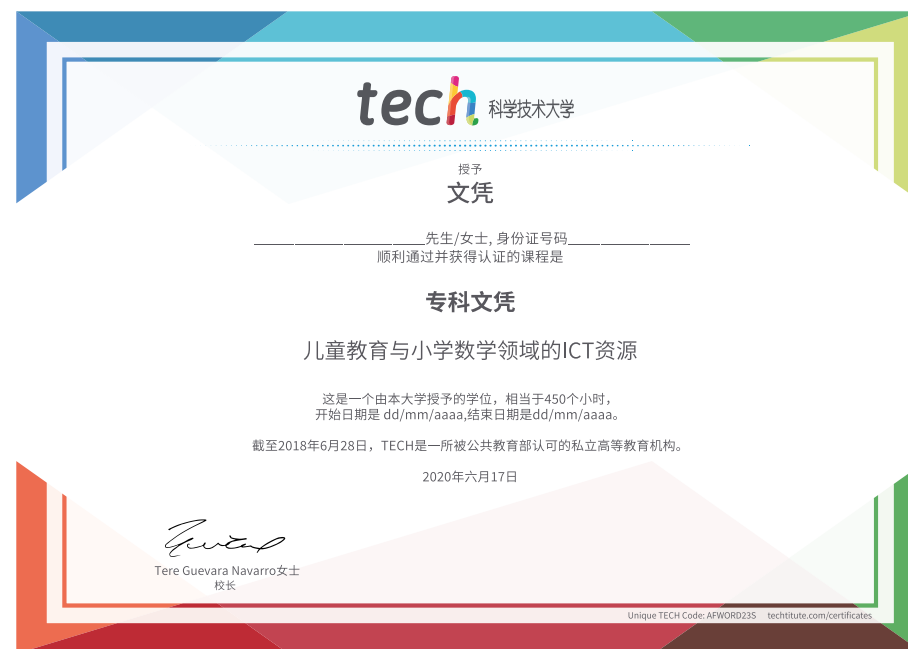 tech 科学技术大学
授予
文凭
____________________先生/女士, 身份证号码______________
顺利通过并获得认证的课程是
专科文凭
儿童教育与小学数学领域的ICT资源
这是一个由本大学授予的学位，相当于450个小时，
开始日期是 dd/mm/aaaa,结束日期是dd/mm/aaaa。
截至2018年6月28日，TECH是一所被公共教育部认可的私立高等教育机构。
2020年六月17日
Tere Guevara Navarro女士
校长
Unique TECH Code: AFWORD23S techtitute.com/certificates